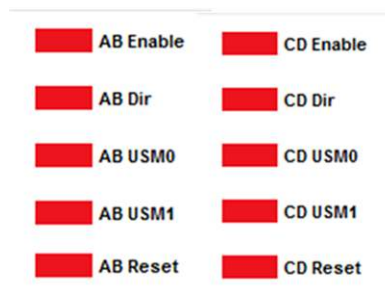 AB Enable
CD Enable
AB Dir
CD Dir
AB USM0
CD USM0
AB USM1
CD USM1
AB Reset
CD Reset